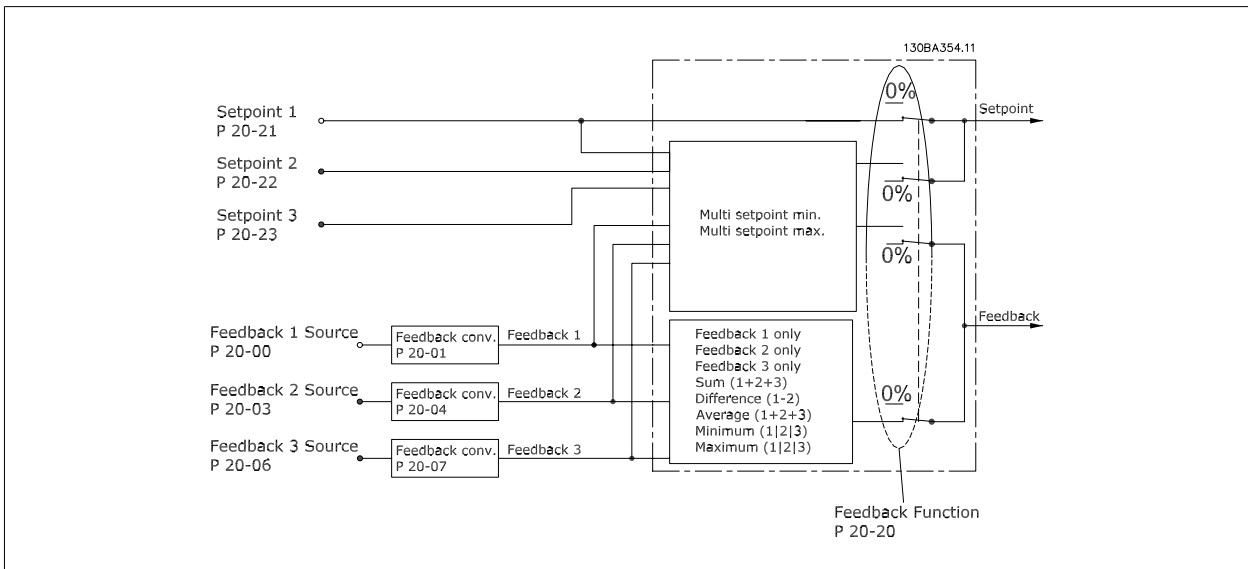 130BA354.11
0%
Setpoint 1
P 20-21
Setpoint
Setpoint 2
P 20-22
0%
Setpoint 3
P 20-23
Multi setpoint min.
Multi setpoint max.
0%
Feedback
Feedback 1 Source
P 20-00
Feedback conv.
P 20-01
Feedback 1
Feedback 2 Source
P 20-03
Feedback conv.
P 20-04
Feedback 2
Feedback 3 Source
P 20-06
Feedback conv.
P 20-07
Feedback 3
Feedback 1 only
Feedback 2 only
Feedback 3 only
Sum (1+2+3)
Difference (1-2)
Average (1+2+3)
Minimum (1|2|3)
Maximum (1|2|3)
0%
Feedback Function
P 20-20